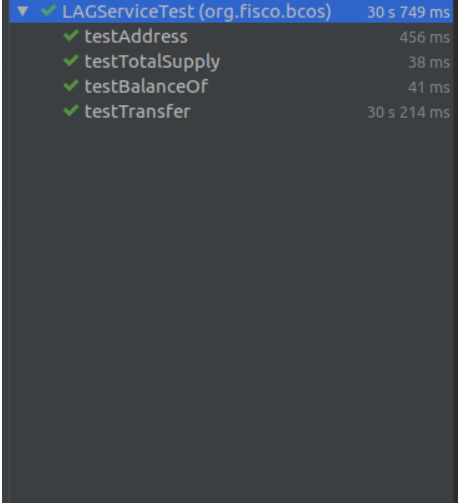 LAGServiceTest (org.fisco.bcos) 30 s 749 ms
testAddress 456 ms
testTotalSupply 38 ms
testBalanceOf 41 ms
testTransfer 30 s 214 ms